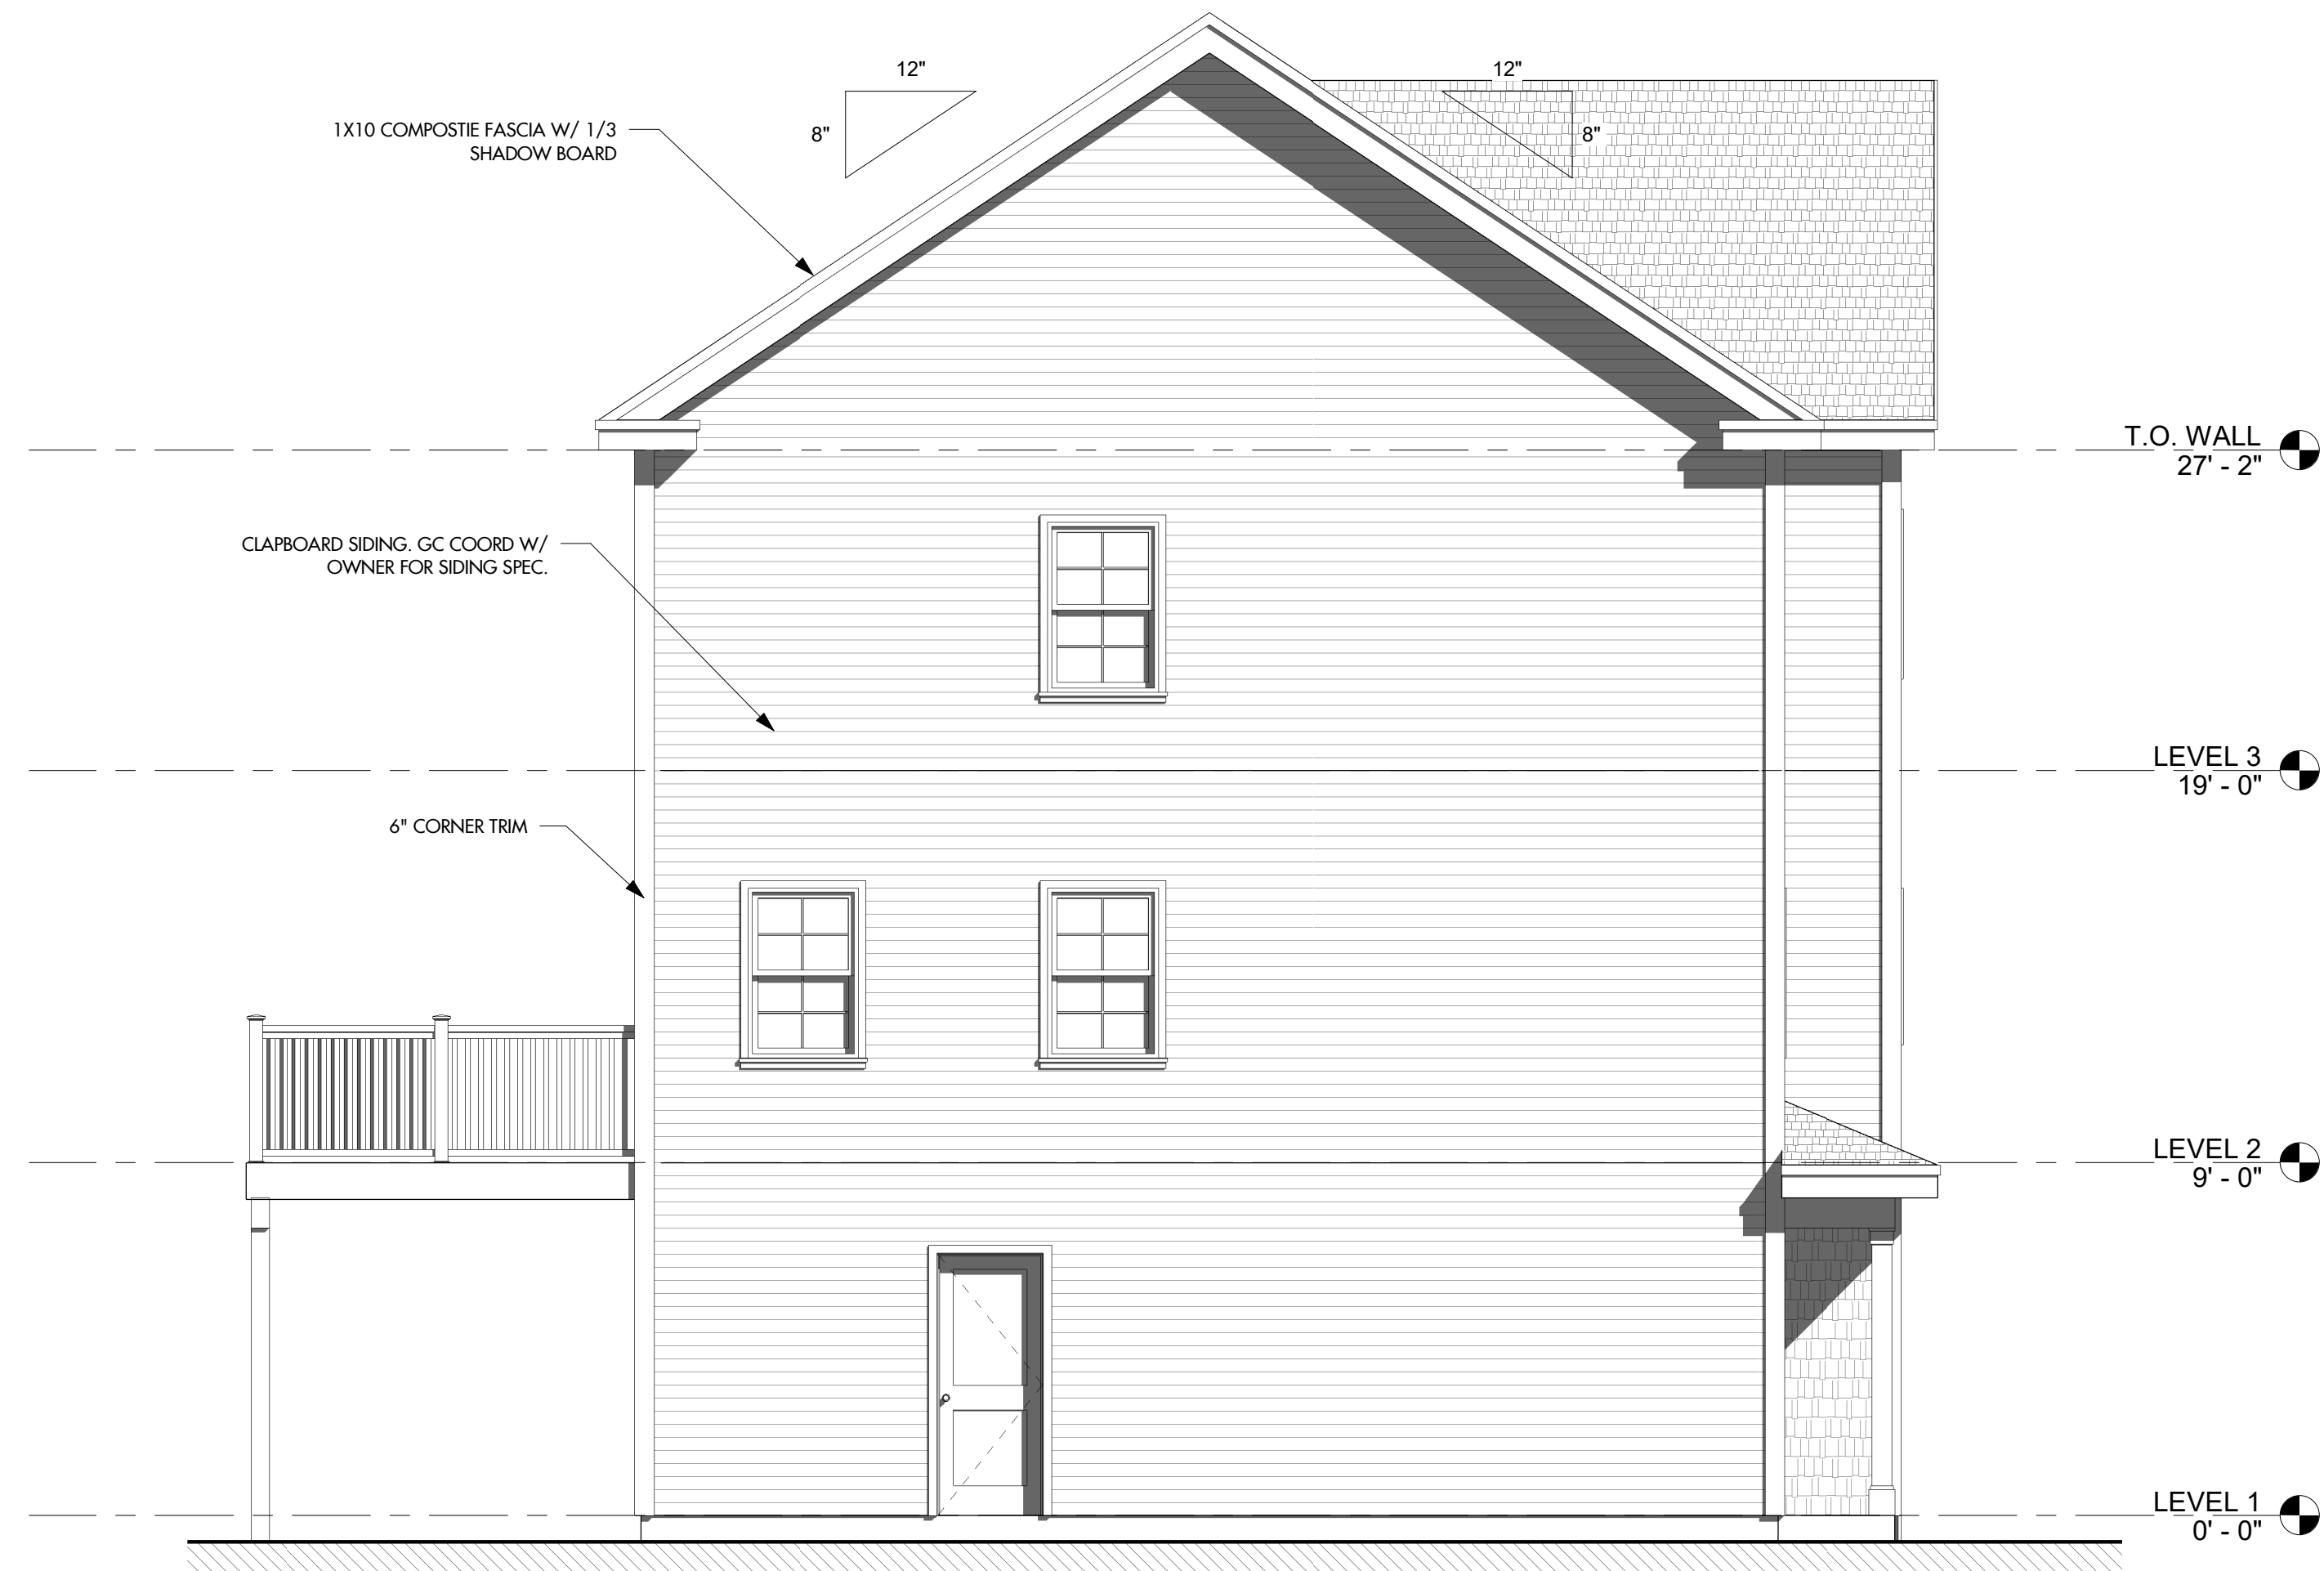 12"
12"
8"
8"
1X10 COMPOSTIE FASCIA W/ 1/3
SHADOW BOARD
T.O. WALL
27' - 2"
CLAPBOARD SIDING. GC COORD W/
OWNER FOR SIDING SPEC.
LEVEL 3
19' - 0"
6" CORNER TRIM
LEVEL 2
9' - 0"
LEVEL 1
0' - 0"